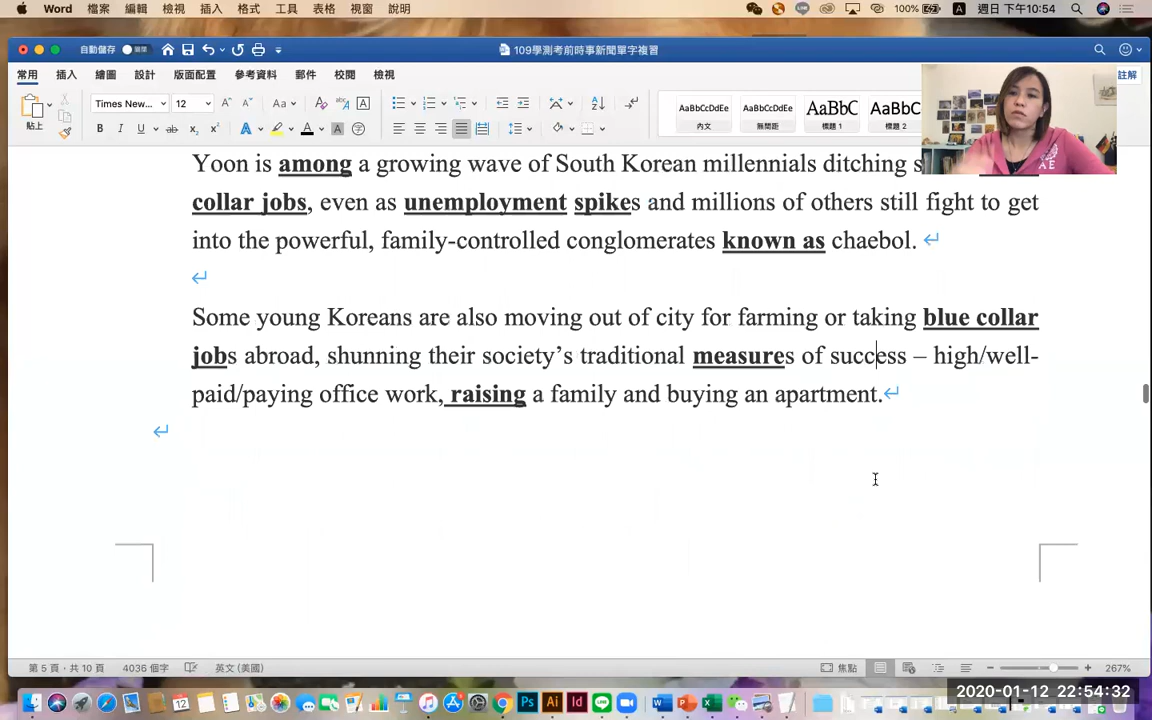 Word 檔案 編輯 檢視 插入 格式 工具 表格 視窗 說明 100% A 週日 下午10:54
自動儲存 109學測考前時事新聞單字複習
常用 插入 繪圖 設計 版面配置 參考資料 郵件 校閱 檢視 註解
貼上 Times New... 12 Aa
B I U ab x₂ x² A A A
AaBbCcDdEe 內文
AaBbCcDdEe 無間距
AaBbC 標題 1
AaBbC 標題 2
Yoon is among a growing wave of South Korean millennials ditching s
collar jobs, even as unemployment spikes and millions of others still fight to get
into the powerful, family-controlled conglomerates known as chaebol.
Some young Koreans are also moving out of city for farming or taking blue collar
jobs abroad, shunning their society's traditional measures of success – high/well-
paid/paying office work, raising a family and buying an apartment.
第 5 頁，共 10 頁 4036 個字 英文 (美國) 焦點 267%
2020-01-12 22:54:32